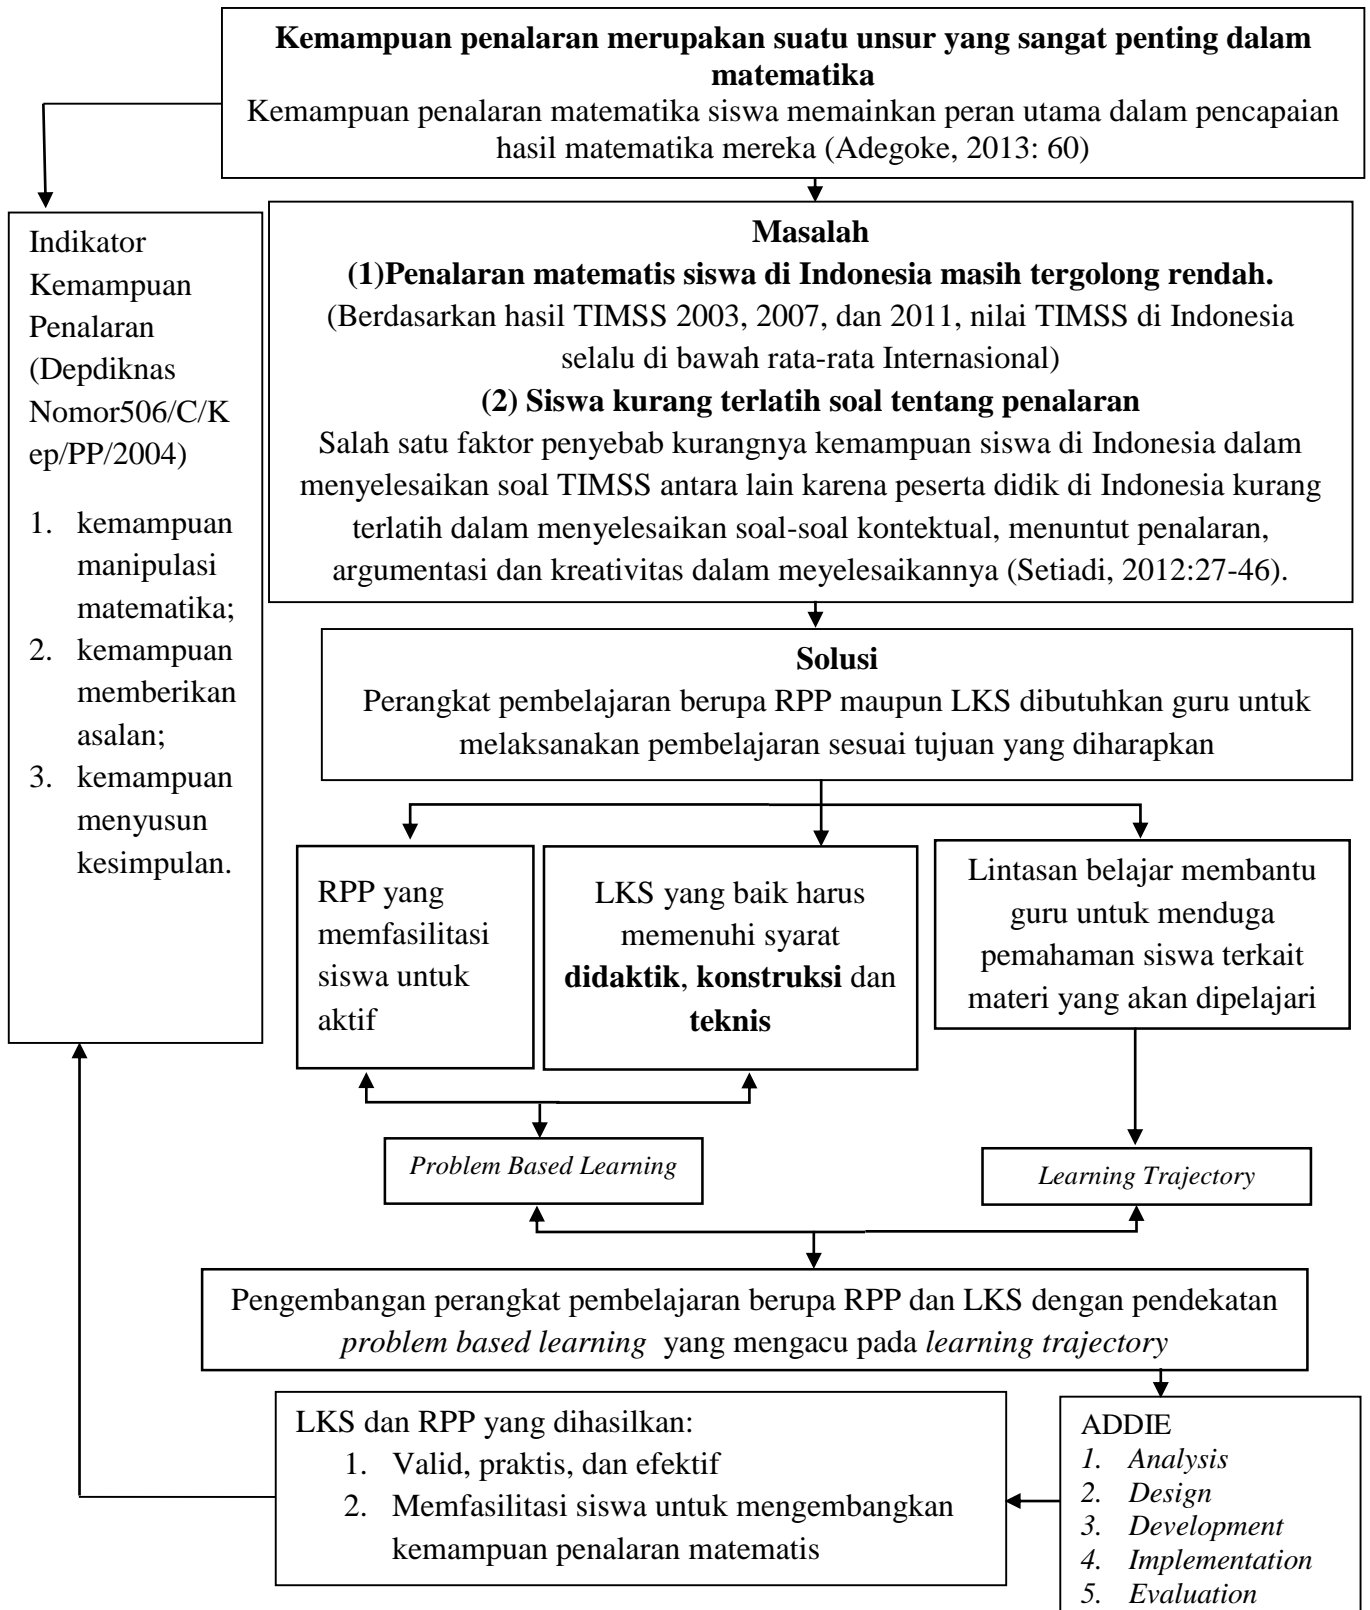 Kemampuan penalaran merupakan suatu unsur yang sangat penting dalam
matematika
Kemampuan penalaran matematika siswa memainkan peran utama dalam pencapaian
hasil matematika mereka (Adegoke, 2013: 60)
Indikator
Kemampuan
Penalaran
(Depdiknas
Nomor506/C/K
ep/PP/2004)
1. kemampuan
manipulasi
matematika;
2. kemampuan
memberikan
asalan;
3. kemampuan
menyusun
kesimpulan.
Masalah
(1)Penalaran matematis siswa di Indonesia masih tergolong rendah.
(Berdasarkan hasil TIMSS 2003, 2007, dan 2011, nilai TIMSS di Indonesia
selalu di bawah rata-rata Internasional)
(2) Siswa kurang terlatih soal tentang penalaran
Salah satu faktor penyebab kurangnya kemampuan siswa di Indonesia dalam
menyelesaikan soal TIMSS antara lain karena peserta didik di Indonesia kurang
terlatih dalam menyelesaikan soal-soal kontektual, menuntut penalaran,
argumentasi dan kreativitas dalam meyelesaikannya (Setiadi, 2012:27-46).
Solusi
Perangkat pembelajaran berupa RPP maupun LKS dibutuhkan guru untuk
melaksanakan pembelajaran sesuai tujuan yang diharapkan
RPP yang
memfasilitasi
siswa untuk
aktif
LKS yang baik harus
memenuhi syarat
didaktik, konstruksi dan
teknis
Lintasan belajar membantu
guru untuk menduga
pemahaman siswa terkait
materi yang akan dipelajari
Problem Based Learning
Learning Trajectory
Pengembangan perangkat pembelajaran berupa RPP dan LKS dengan pendekatan
problem based learning yang mengacu pada learning trajectory
LKS dan RPP yang dihasilkan:
1. Valid, praktis, dan efektif
2. Memfasilitasi siswa untuk mengembangkan
kemampuan penalaran matematis
ADDIE
1. Analysis
2. Design
3. Development
4. Implementation
5. Evaluation